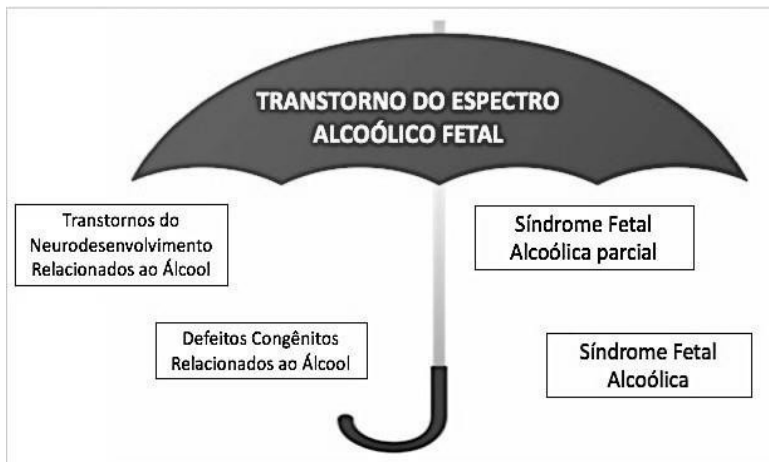 TRANSTORNO DO ESPECTRO
ALCOÓLICO FETAL
Transtornos do
Neurodesenvolvimento
Relacionados ao Álcool
Síndrome Fetal
Alcoólica parcial
Defeitos Congênitos
Relacionados ao Álcool
Síndrome Fetal
Alcoólica